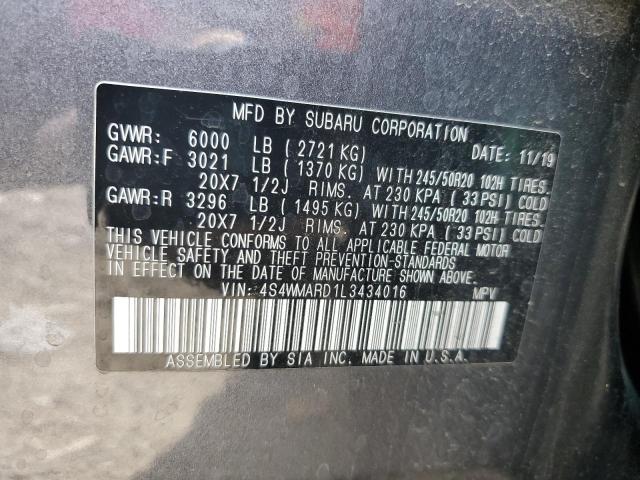 MFD BY SUBARU CORPORATION
GVWR: 6000 LB (2721 KG) DATE: 11/19
GAWR:F 3021 LB (1370 KG) WITH 245/50R20 102H TIRES.
20X7 1/2J RIMS. AT 230 KPA (33 PSI) COLD
GAWR:R 3296 LB (1495 KG) WITH 245/50R20 102H TIRES.
20X7 1/2J RIMS. AT 230 KPA (33 PSI) COLD
THIS VEHICLE CONFORMS TO ALL APPLICABLE FEDERAL MOTOR
VEHICLE SAFETY AND THEFT PREVENTION-STANDARDS
IN EFFECT ON THE DATE OF MANUFACTURE SHOWN ABOVE.
VIN: 4S4WMARD1L3434016 MPV
ASSEMBLED BY SIA INC. MADE IN U.S.A.